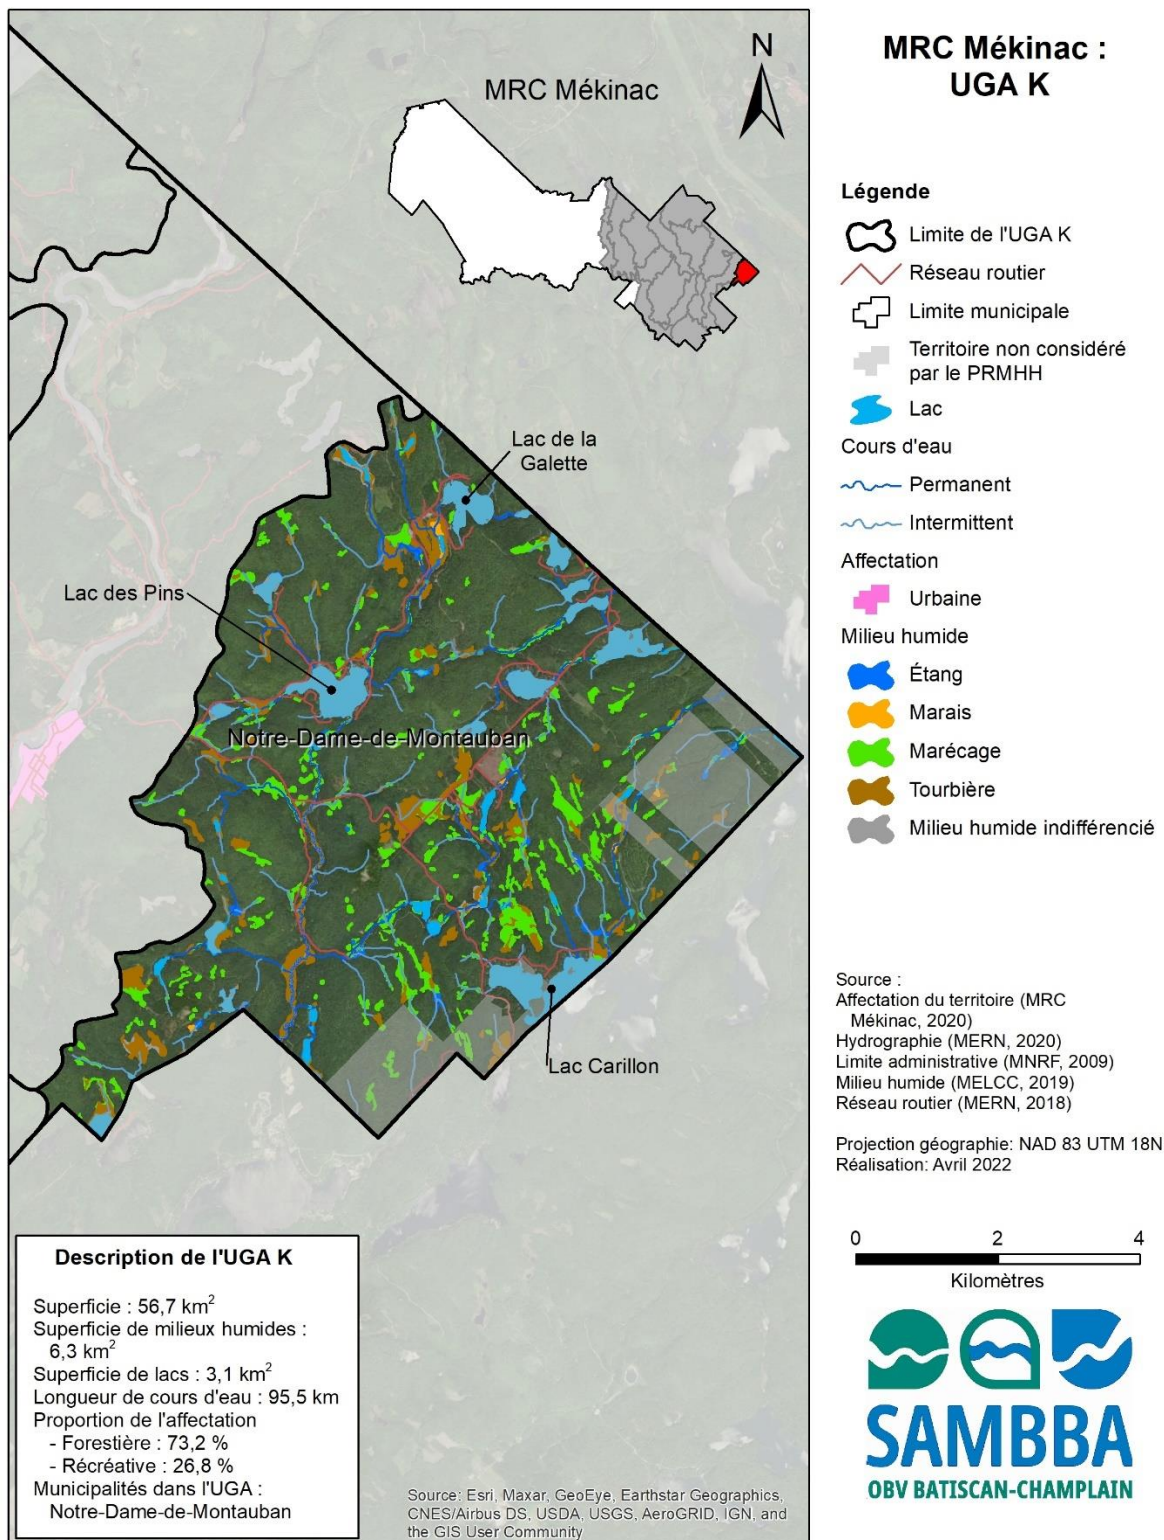 MRC Mékinac :
UGA K
N
MRC Mékinac
Légende
Limite de l'UGA K
Réseau routier
Limite municipale
Territoire non considéré
par le PRMHH
Lac
Cours d'eau
Permanent
Intermittent
Affectation
Urbaine
Milieu humide
Étang
Marais
Marécage
Tourbière
Milieu humide indifférencié
Lac de la
Galette
Lac des Pins
Notre-Dame-de-Montauban
Lac Carillon
Source :
Affectation du territoire (MRC
Mékinac, 2020)
Hydrographie (MERN, 2020)
Limite administrative (MNRF, 2009)
Milieu humide (MELCC, 2019)
Réseau routier (MERN, 2018)
Projection géographie: NAD 83 UTM 18N
Réalisation: Avril 2022
0 2 4
Kilomètres
SAMBBA
OBV BATISCAN-CHAMPLAIN
Description de l'UGA K
Superficie : 56,7 km²
Superficie de milieux humides :
6,3 km²
Superficie de lacs : 3,1 km²
Longueur de cours d'eau : 95,5 km
Proportion de l'affectation
- Forestière : 73,2 %
- Récréative : 26,8 %
Municipalités dans l'UGA :
Notre-Dame-de-Montauban
Source: Esri, Maxar, GeoEye, Earthstar Geographics,
CNES/Airbus DS, USDA, USGS, AeroGRID, IGN, and
the GIS User Community